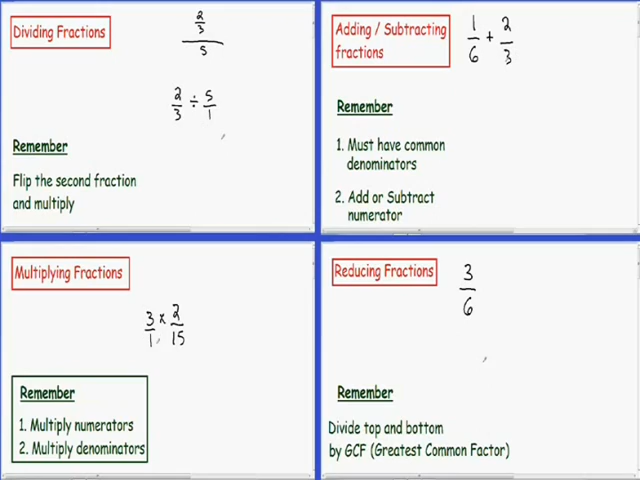 Dividing Fractions
2/3
5
2/3 ÷ 5/1
Remember
Flip the second fraction
and multiply
Adding / Subtracting
fractions
1/6 + 2/3
Remember
1. Must have common
denominators
2. Add or Subtract
numerator
Multiplying Fractions
3/1 × 2/15
Remember
1. Multiply numerators
2. Multiply denominators
Reducing Fractions
3
6
Remember
Divide top and bottom
by GCF (Greatest Common Factor)